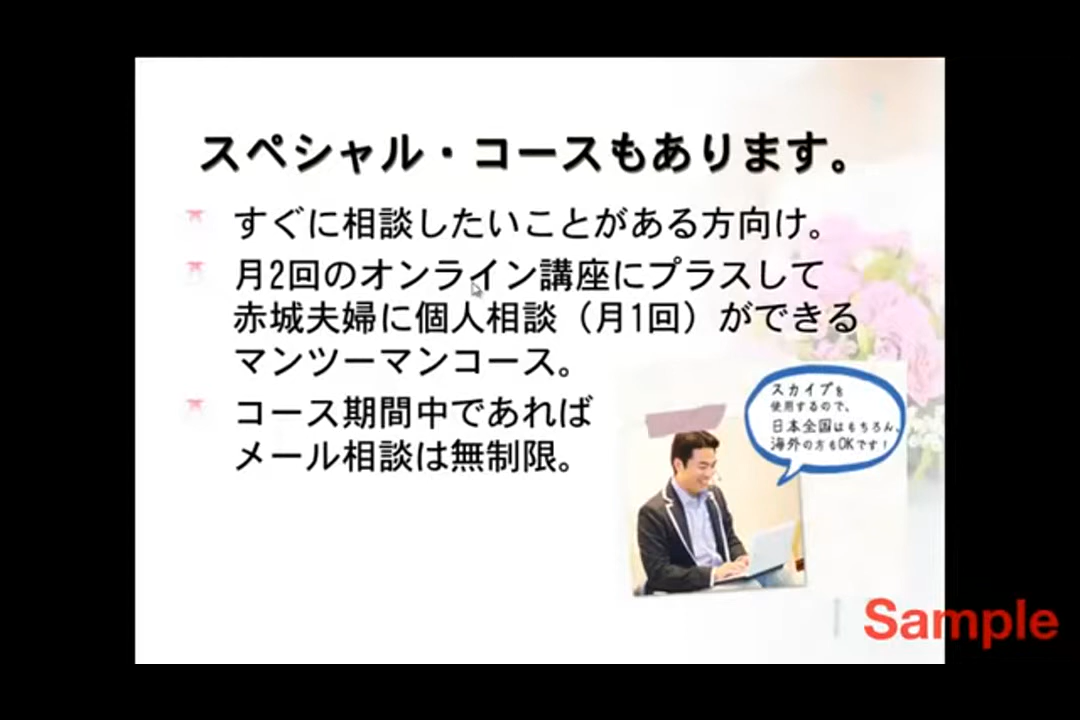 スペシャル・コースもあります。
すぐに相談したいことがある方向け。
月2回のオンライン講座にプラスして
赤城夫婦に個人相談（月1回）ができる
マンツーマンコース。
コース期間中であれば
メール相談は無制限。
スカイプを
使用するので、
日本全国はもちろん、
海外の方もOKです！
Sample